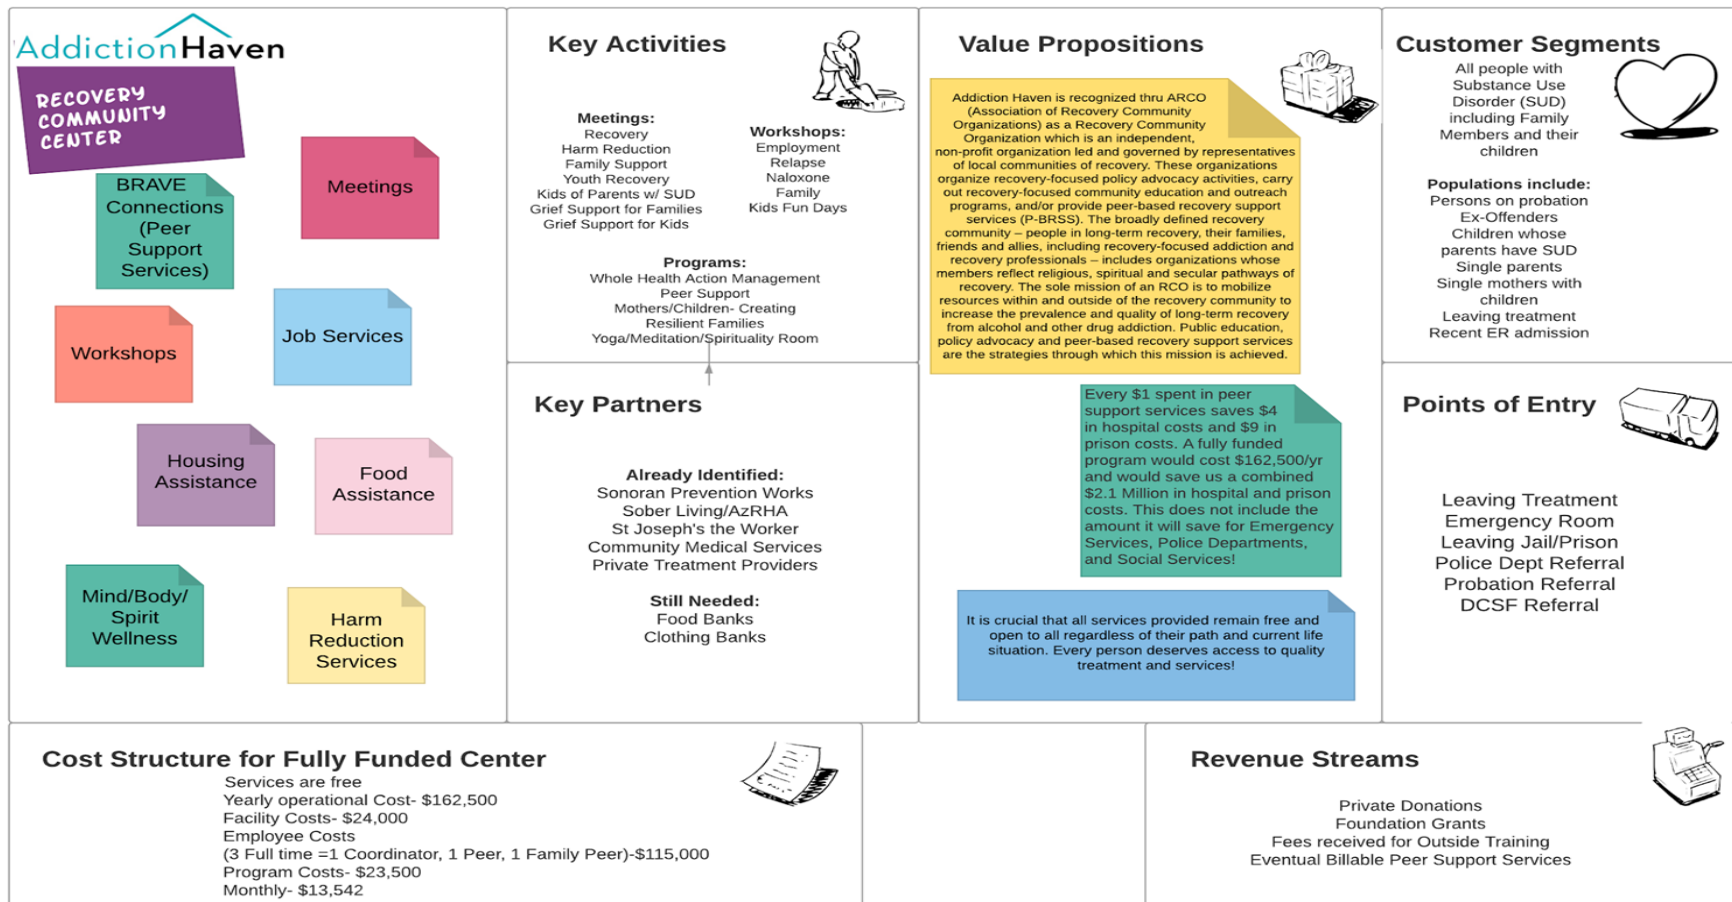 AddictionHaven
RECOVERY
COMMUNITY
CENTER
BRAVE
Connections
(Peer
Support
Services)
Meetings
Workshops
Job Services
Housing
Assistance
Food
Assistance
Mind/Body/
Spirit
Wellness
Harm
Reduction
Services
Key Activities
Meetings:
Recovery
Harm Reduction
Family Support
Youth Recovery
Kids of Parents w/ SUD
Grief Support for Families
Grief Support for Kids
Workshops:
Employment
Relapse
Naloxone
Family
Kids Fun Days
Programs:
Whole Health Action Management
Peer Support
Mothers/Children- Creating
Resilient Families
Yoga/Meditation/Spirituality Room
Key Partners
Already Identified:
Sonoran Prevention Works
Sober Living/AzRHA
St Joseph's the Worker
Community Medical Services
Private Treatment Providers
Still Needed:
Food Banks
Clothing Banks
Value Propositions
Addiction Haven is recognized thru ARCO
(Association of Recovery Community
Organizations) as a Recovery Community
Organization which is an independent,
non-profit organization led and governed by representatives
of local communities of recovery. These organizations
organize recovery-focused policy advocacy activities, carry
out recovery-focused community education and outreach
programs, and/or provide peer-based recovery support
services (P-BRSS). The broadly defined recovery
community – people in long-term recovery, their families,
friends and allies, including recovery-focused addiction and
recovery professionals – includes organizations whose
members reflect religious, spiritual and secular pathways of
recovery. The sole mission of an RCO is to mobilize
resources within and outside of the recovery community to
increase the prevalence and quality of long-term recovery
from alcohol and other drug addiction. Public education,
policy advocacy and peer-based recovery support services
are the strategies through which this mission is achieved.
Every $1 spent in peer
support services saves $4
in hospital costs and $9 in
prison costs. A fully funded
program would cost $162,500/yr
and would save us a combined
$2.1 Million in hospital and prison
costs. This does not include the
amount it will save for Emergency
Services, Police Departments,
and Social Services!
It is crucial that all services provided remain free and
open to all regardless of their path and current life
situation. Every person deserves access to quality
treatment and services!
Customer Segments
All people with
Substance Use
Disorder (SUD)
including Family
Members and their
children
Populations include:
Persons on probation
Ex-Offenders
Children whose
parents have SUD
Single parents
Single mothers with
children
Leaving treatment
Recent ER admission
Points of Entry
Leaving Treatment
Emergency Room
Leaving Jail/Prison
Police Dept Referral
Probation Referral
DCSF Referral
Cost Structure for Fully Funded Center
Services are free
Yearly operational Cost- $162,500
Facility Costs- $24,000
Employee Costs
(3 Full time =1 Coordinator, 1 Peer, 1 Family Peer)-$115,000
Program Costs- $23,500
Monthly- $13,542
Revenue Streams
Private Donations
Foundation Grants
Fees received for Outside Training
Eventual Billable Peer Support Services